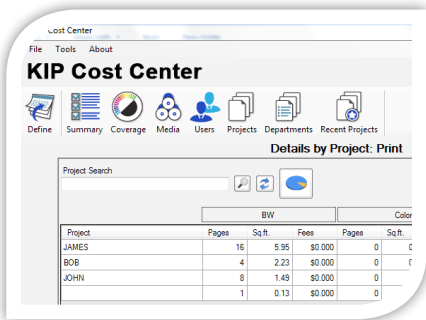 Cost Center
File Tools About
KIP Cost Center
Define Summary Coverage Media Users Projects Departments Recent Projects
Details by Project: Print
Project Search
BW Color
Project Pages Sq.ft. Fees Pages Sq.ft.
JAMES 16 5.95 $0.000 0
BOB 4 2.23 $0.000 0
JOHN 8 1.49 $0.000 0
1 0.13 $0.000 0